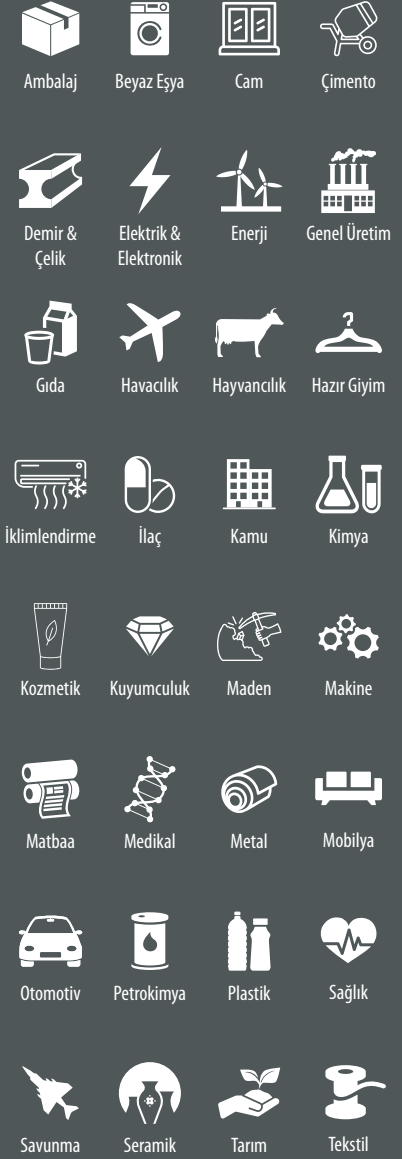 Ambalaj
Beyaz Eşya
Cam
Çimento
Demir &
Çelik
Elektrik &
Elektronik
Enerji
Genel Üretim
Gıda
Havacılık
Hayvancılık
Hazır Giyim
İklimlendirme
İlaç
Kamu
Kimya
Kozmetik
Kuyumculuk
Maden
Makine
Matbaa
Medikal
Metal
Mobilya
Otomotiv
Petrokimya
Plastik
Sağlık
Savunma
Seramik
Tarım
Tekstil